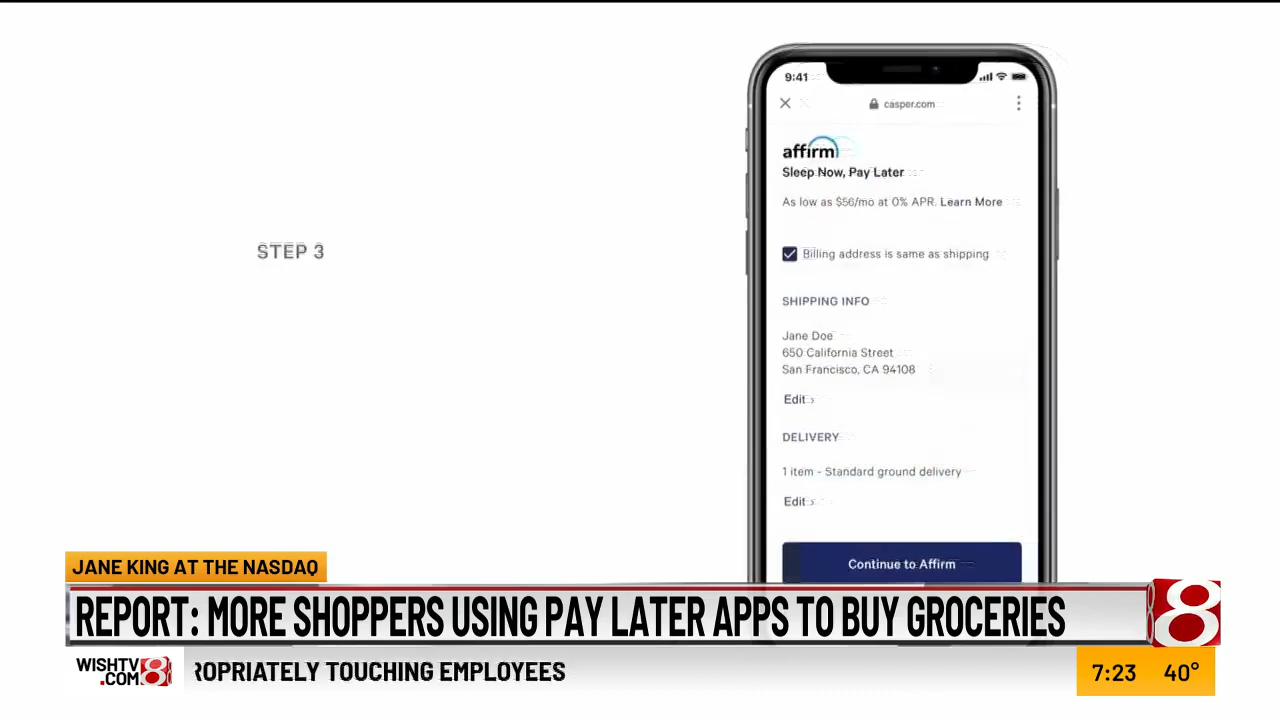 9:41
casper.com
affirm
Sleep Now, Pay Later
As low as $56/mo at 0% APR. Learn More
Billing address is same as shipping
STEP 3
SHIPPING INFO
Jane Doe
650 California Street
San Francisco, CA 94108
Edit ›
DELIVERY
1 item - Standard ground delivery
Edit ›
Continue to Affirm
JANE KING AT THE NASDAQ
REPORT: MORE SHOPPERS USING PAY LATER APPS TO BUY GROCERIES
8
WISHTV.COM 8
ROPRIATELY TOUCHING EMPLOYEES
7:23 40°